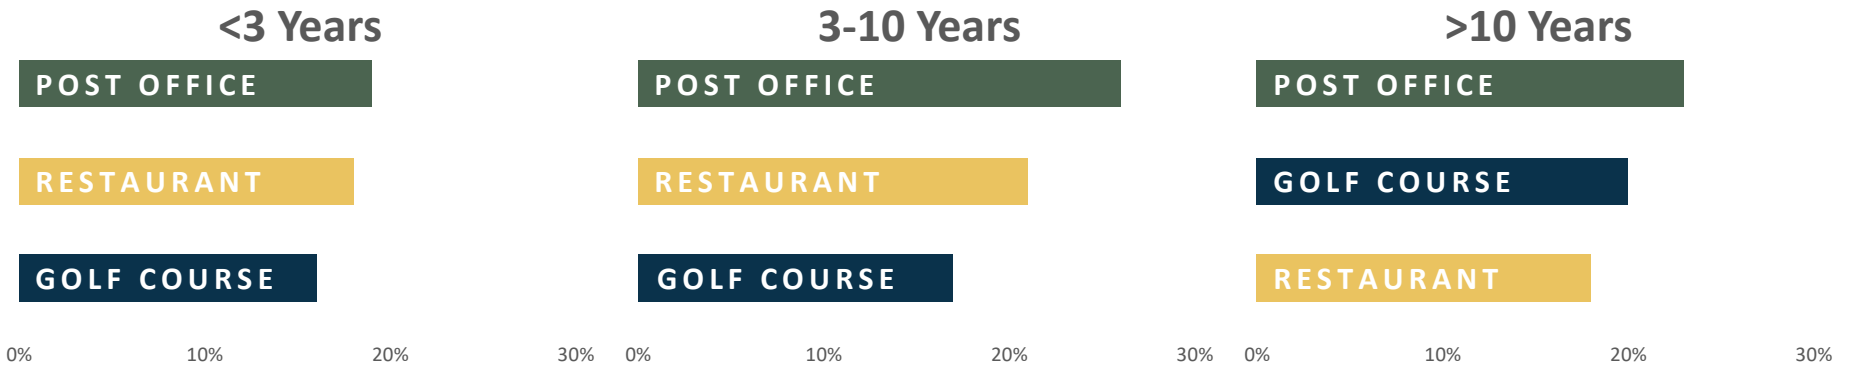 <3 Years
POST OFFICE
RESTAURANT
GOLF COURSE
0% 10% 20% 30%
3-10 Years
POST OFFICE
RESTAURANT
GOLF COURSE
0% 10% 20% 30%
>10 Years
POST OFFICE
GOLF COURSE
RESTAURANT
0% 10% 20% 30%